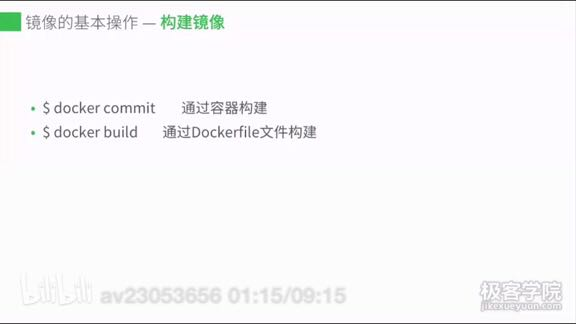 镜像的基本操作 — 构建镜像
• $ docker commit 通过容器构建
• $ docker build 通过Dockerfile文件构建
bilibili av23053656 01:15/09:15
极客学院
jikexueyuan.com